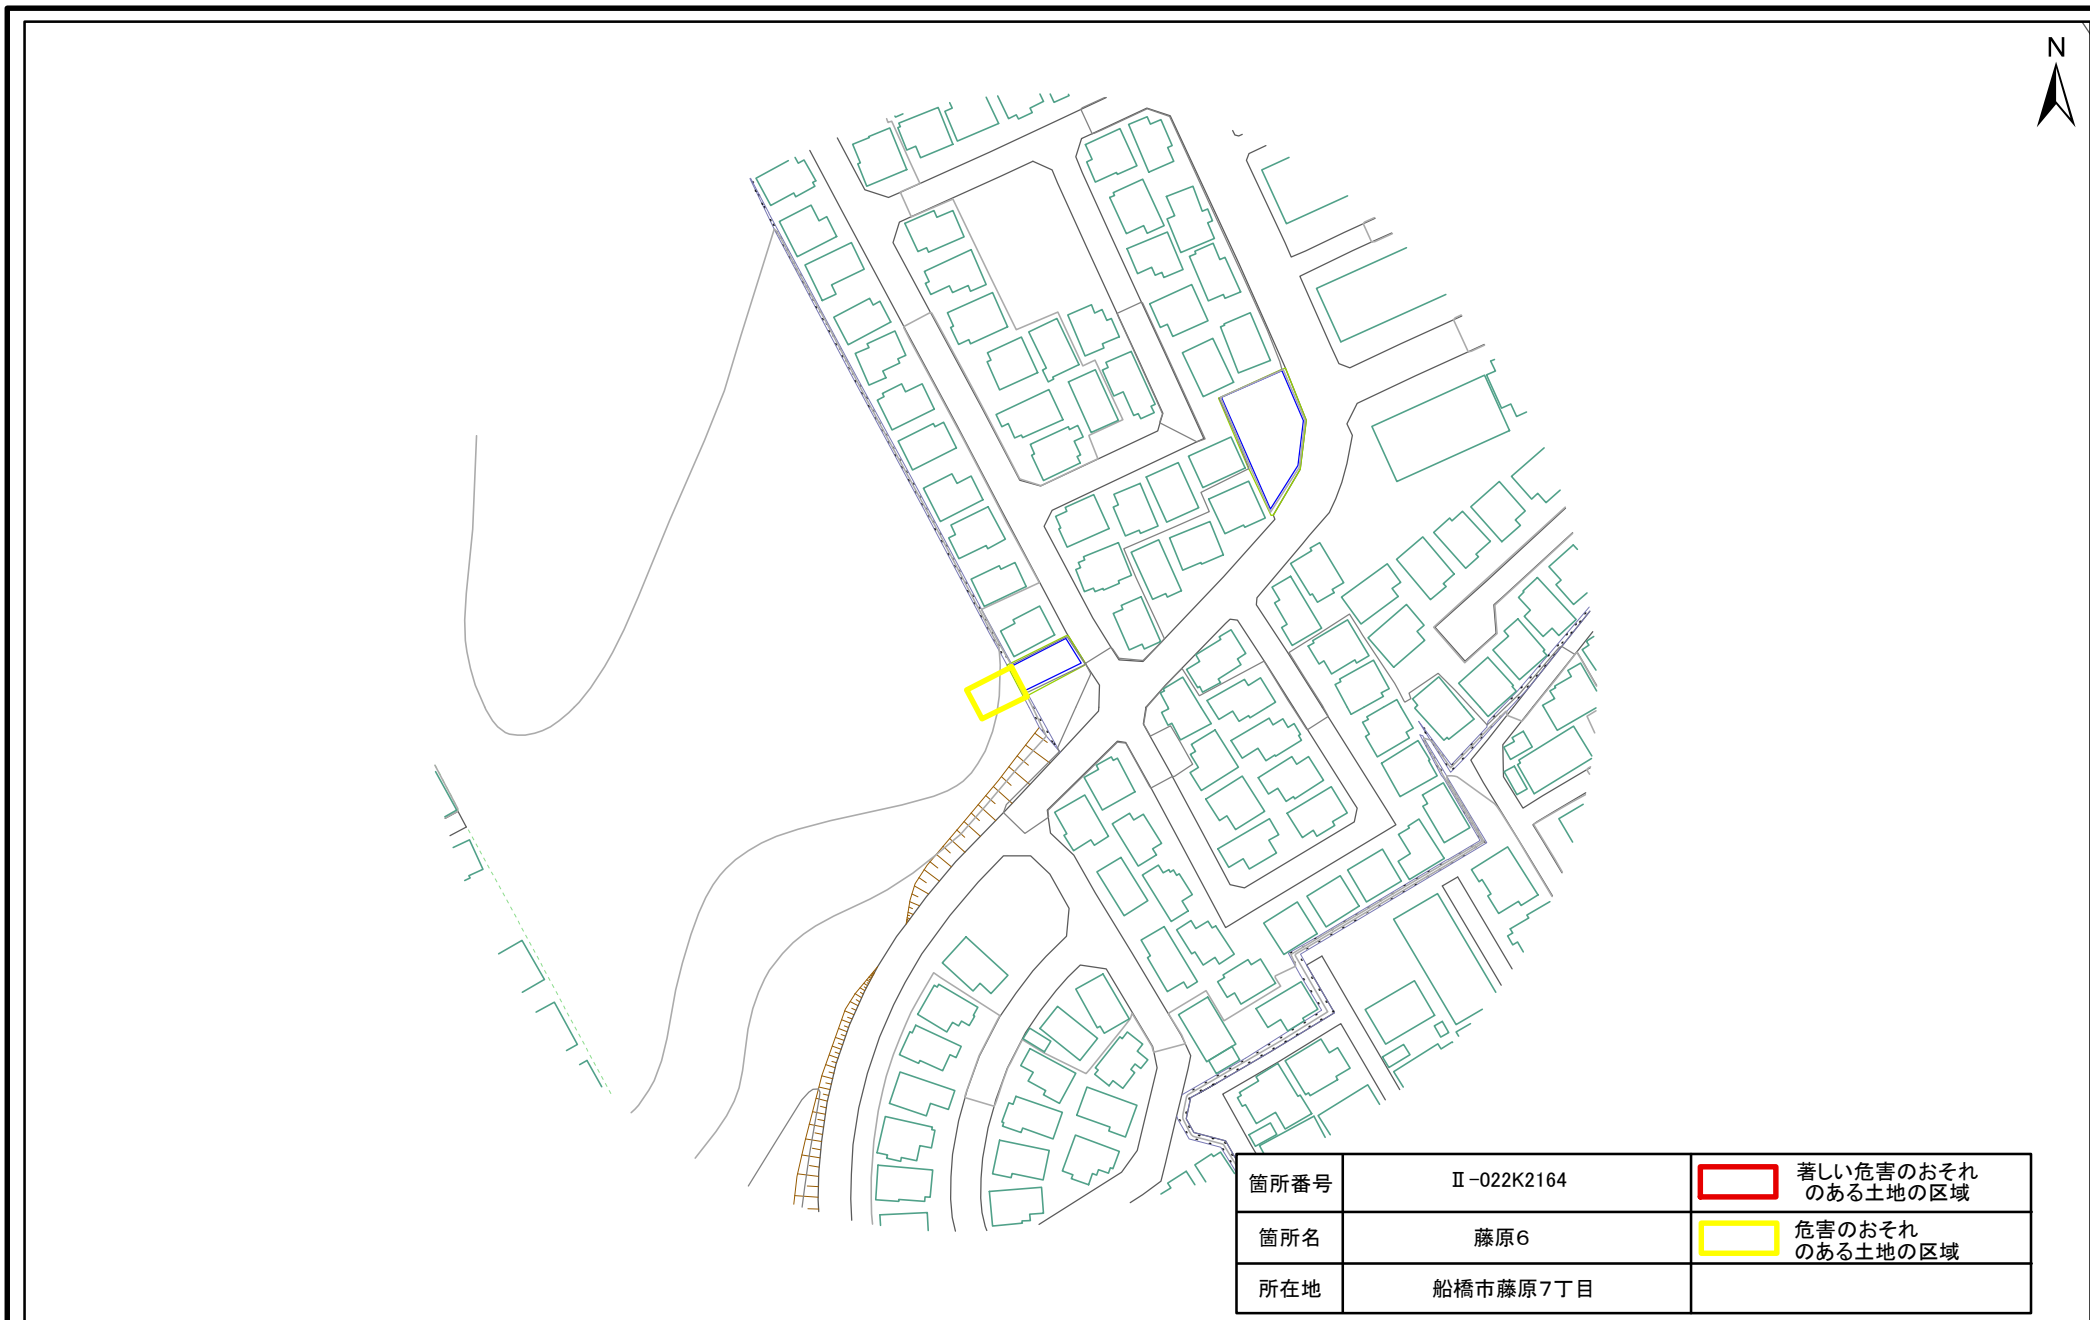 N
箇所番号
Ⅱ-022K2164
著しい危害のおそれ
のある土地の区域
箇所名
藤原6
危害のおそれ
のある土地の区域
所在地
船橋市藤原7丁目